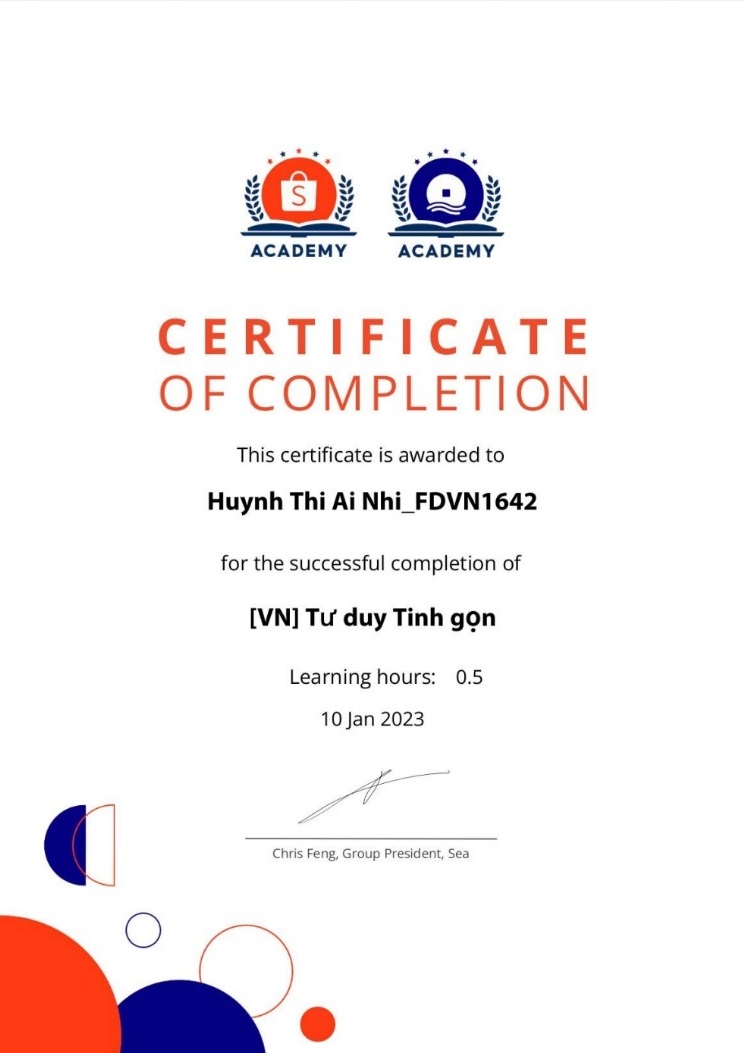 S
ACADEMY
ACADEMY
CERTIFICATE
OF COMPLETION
This certificate is awarded to
Huynh Thi Ai Nhi_FDVN1642
for the successful completion of
[VN] Tư duy Tinh gọn
Learning hours: 0.5
10 Jan 2023
Chris Feng, Group President, Sea